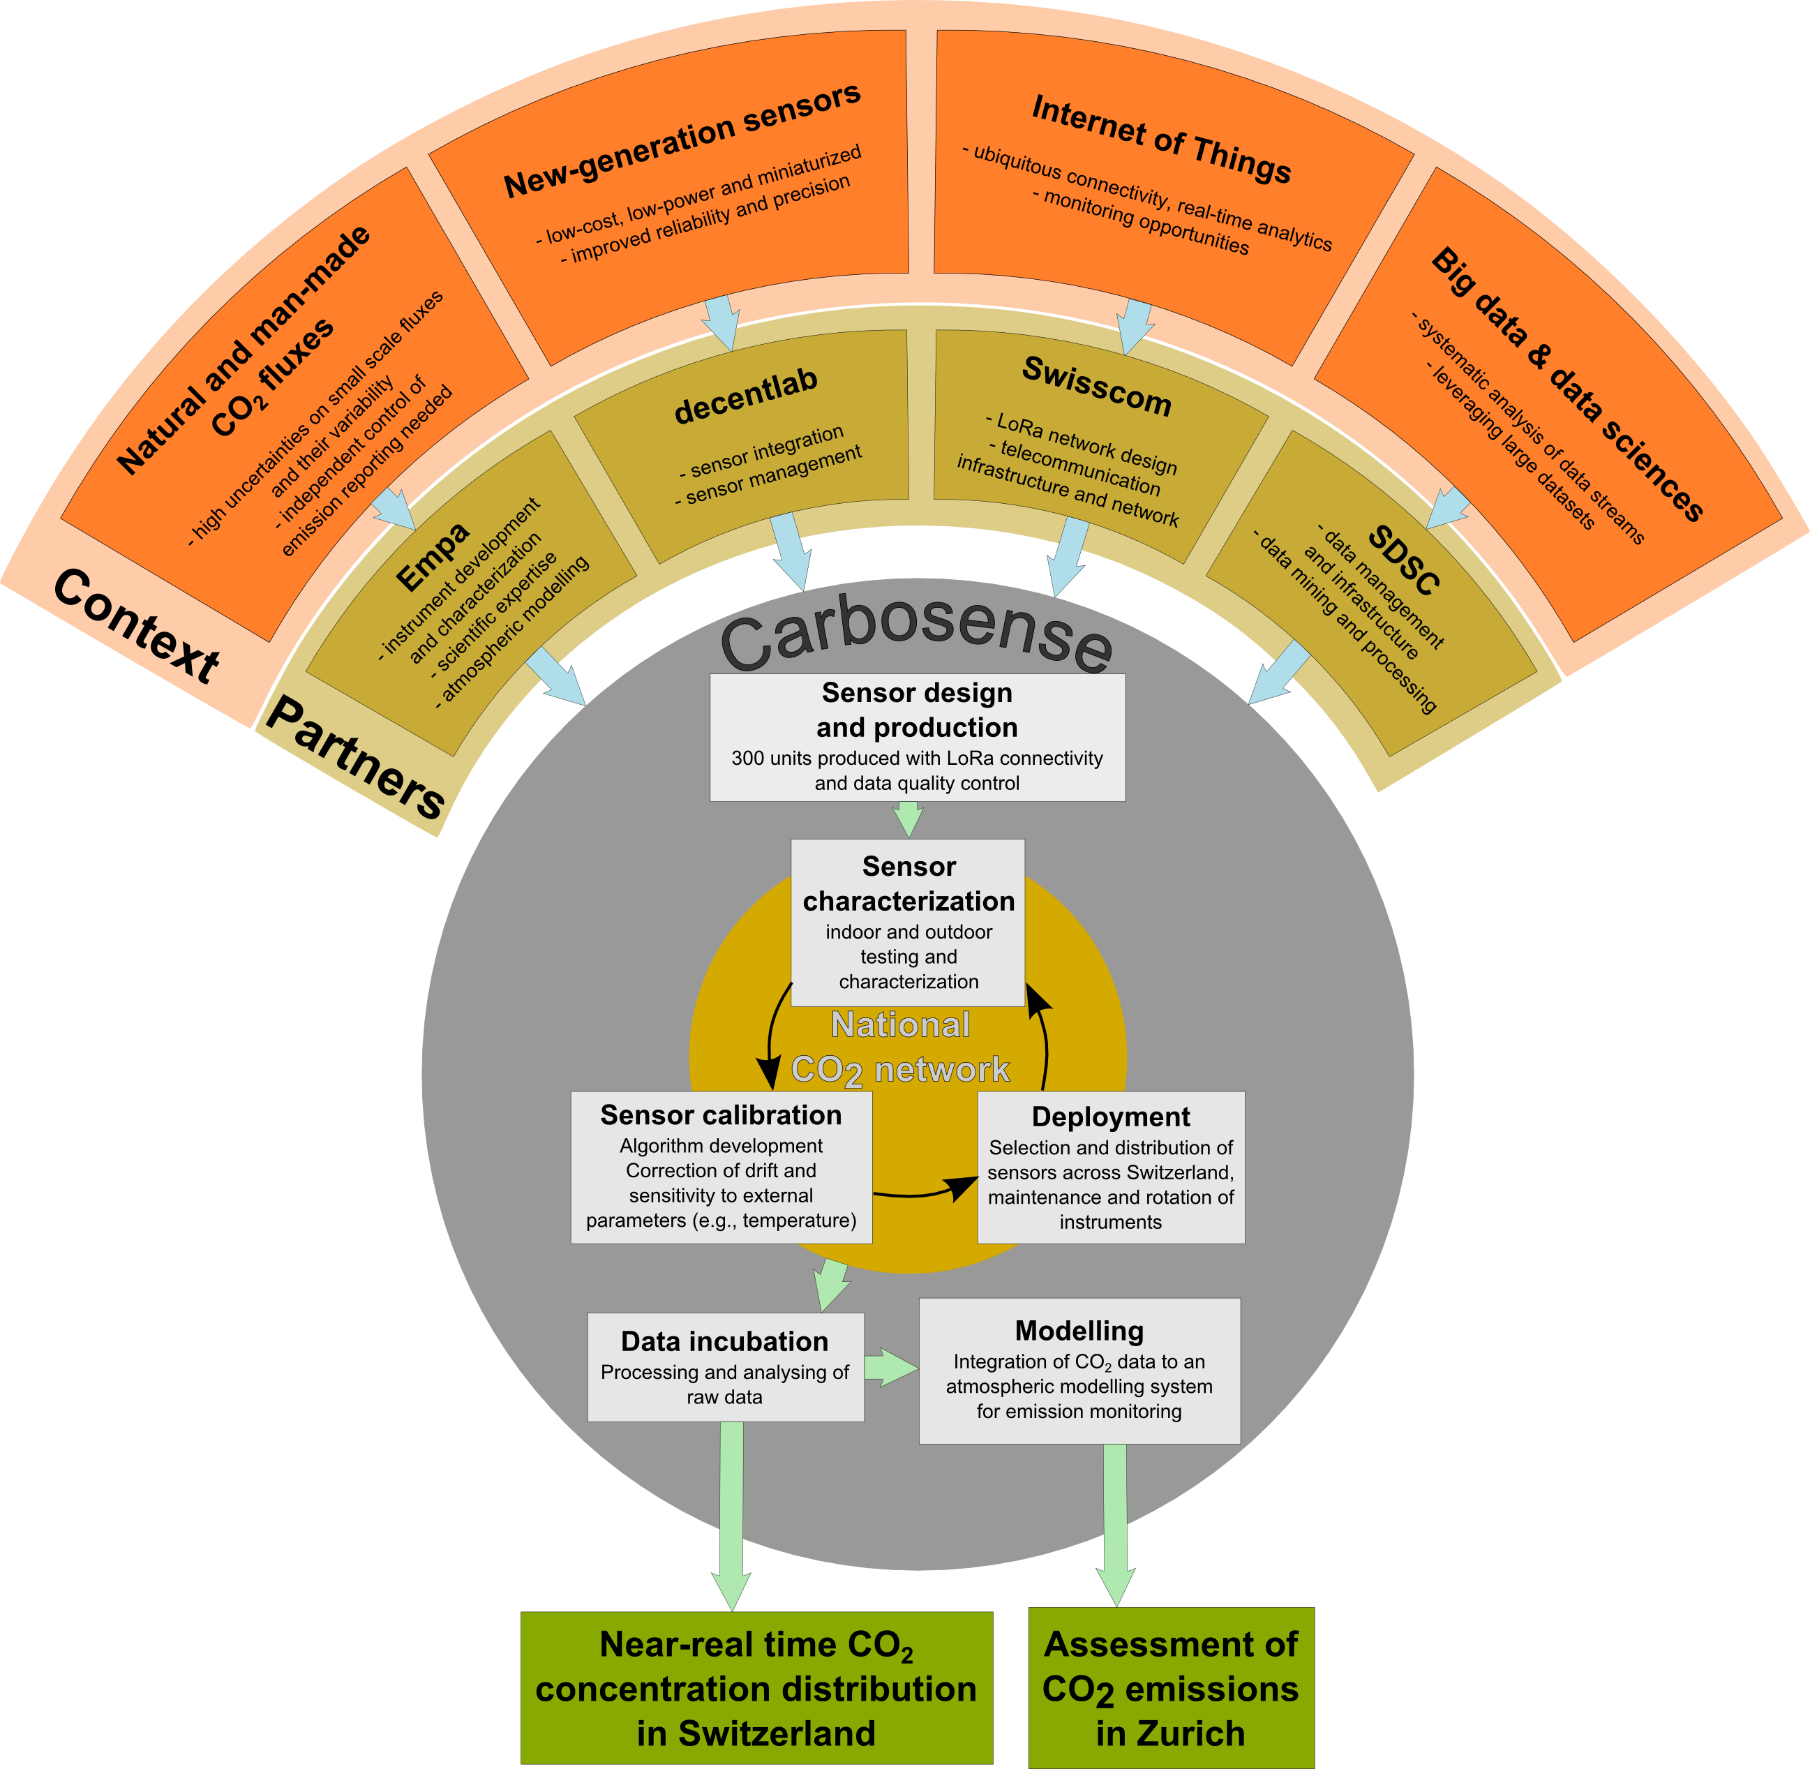 Natural and man-made
CO2 fluxes
- high uncertainties on small scale fluxes
and their variability
- independent control of
emission reporting needed
New-generation sensors
- low-cost, low-power and miniaturized
- improved reliability and precision
Internet of Things
- ubiquitous connectivity, real-time analytics
- monitoring opportunities
Big data & data sciences
- systematic analysis of data streams
- leveraging large datasets
Context
Empa
- instrument development
and characterization
- scientific expertise
- atmospheric modelling
decentlab
- sensor integration
- sensor management
Swisscom
- LoRa network design
- telecommunication
infrastructure and network
SDSC
- data management
and infrastructure
- data mining and processing
Partners
Carbosense
Sensor design
and production
300 units produced with LoRa connectivity
and data quality control
Sensor
characterization
indoor and outdoor
testing and
characterization
National
CO2 network
Sensor calibration
Algorithm development
Correction of drift and
sensitivity to external
parameters (e.g., temperature)
Deployment
Selection and distribution of
sensors across Switzerland,
maintenance and rotation of
instruments
Data incubation
Processing and analysing of
raw data
Modelling
Integration of CO2 data to an
atmospheric modelling system
for emission monitoring
Near-real time CO2
concentration distribution
in Switzerland
Assessment of
CO2 emissions
in Zurich